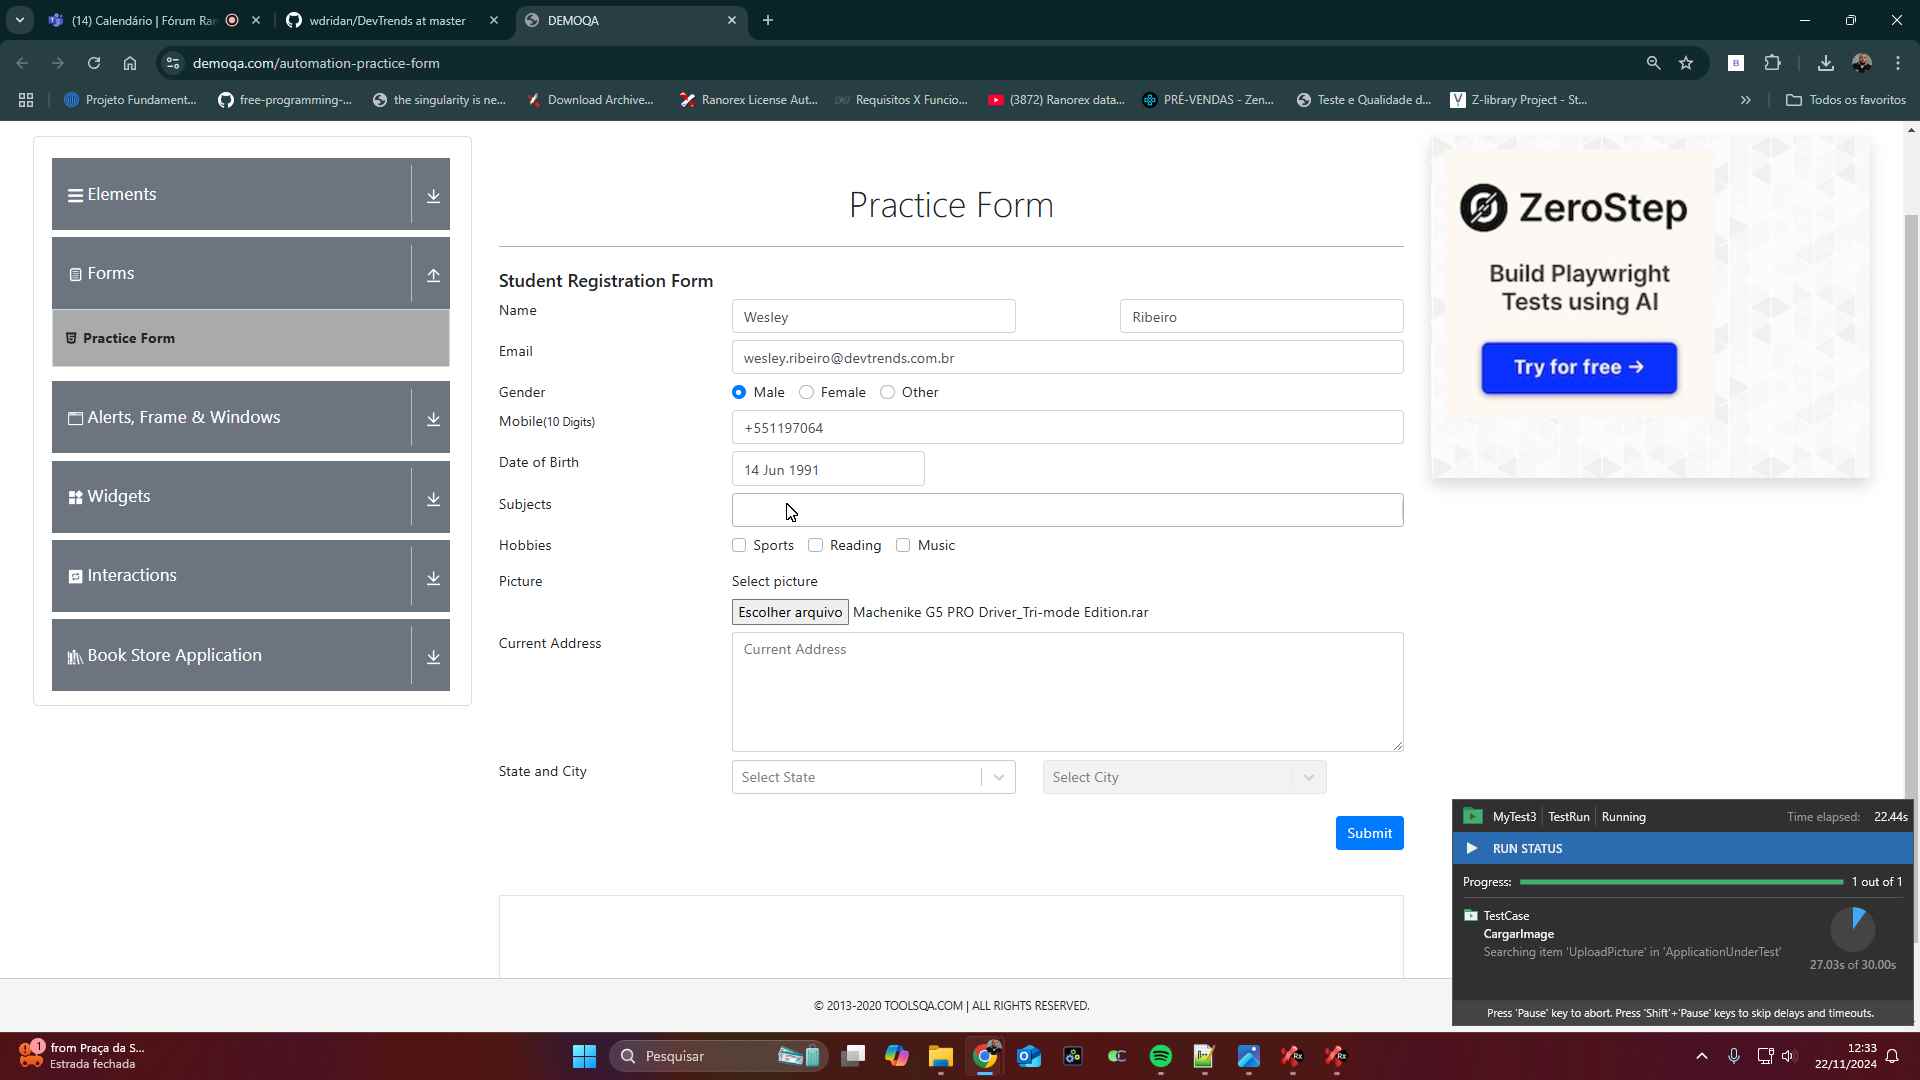 (14) Calendário | Fórum Ran
wdridan/DevTrends at master
DEMOQA
demoqa.com/automation-practice-form
Projeto Fundament...
free-programming-...
the singularity is ne...
Download Archive...
Ranorex License Aut...
Requisitos X Funcio...
(3872) Ranorex data...
PRÉ-VENDAS - Zen...
Teste e Qualidade d...
Z-library Project - St...
Todos os favoritos
Elements
Forms
Practice Form
Alerts, Frame & Windows
Widgets
Interactions
Book Store Application
Practice Form
Student Registration Form
Name Wesley Ribeiro
Email wesley.ribeiro@devtrends.com.br
Gender Male Female Other
Mobile(10 Digits) +551197064
Date of Birth 14 Jun 1991
Subjects
Hobbies Sports Reading Music
Picture Select picture
Escolher arquivo Machenike G5 PRO Driver_Tri-mode Edition.rar
Current Address Current Address
State and City Select State Select City
Submit
ZeroStep
Build Playwright
Tests using AI
Try for free →
MyTest3 TestRun Running Time elapsed: 22.44s
RUN STATUS
Progress: 1 out of 1
TestCase
CargarImage
Searching item 'UploadPicture' in 'ApplicationUnderTest'
27.03s of 30.00s
Press 'Pause' key to abort. Press 'Shift'+'Pause' keys to skip delays and timeouts.
© 2013-2020 TOOLSQA.COM | ALL RIGHTS RESERVED.
1
from Praça da S...
Estrada fechada
Pesquisar
12:33
22/11/2024